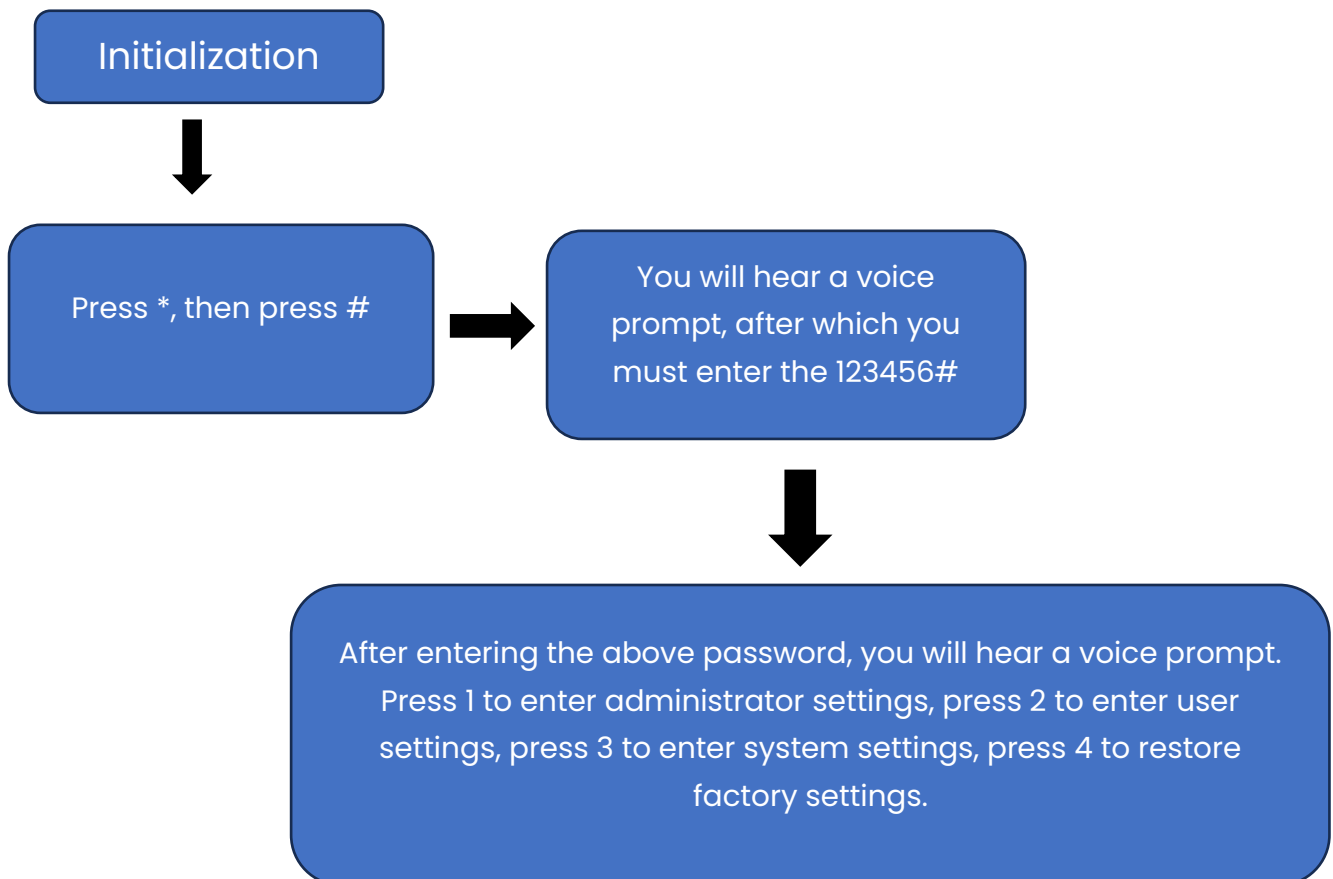 Initialization
Press *, then press #
You will hear a voice
prompt, after which you
must enter the 123456#
After entering the above password, you will hear a voice prompt.
Press 1 to enter administrator settings, press 2 to enter user
settings, press 3 to enter system settings, press 4 to restore
factory settings.